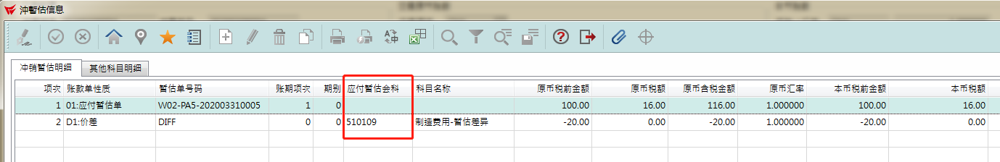 沖暫估信息
冲销暂估明细 其他科目明细
项次 账款单性质 暂估单号码 账期项次 期别 应付暂估会科 科目名称 原币税前金额 原币税额 原币含税金额 原币汇率 本币税前金额 本币税额
1 01:应付暂估单 W02-PA5-202003310005 1 0 100.00 16.00 116.00 1.000000 100.00 16.00
2 D1:价差 DIFF 0 0 510109 制造费用-暂估差异 -20.00 0.00 -20.00 1.000000 -20.00 0.00